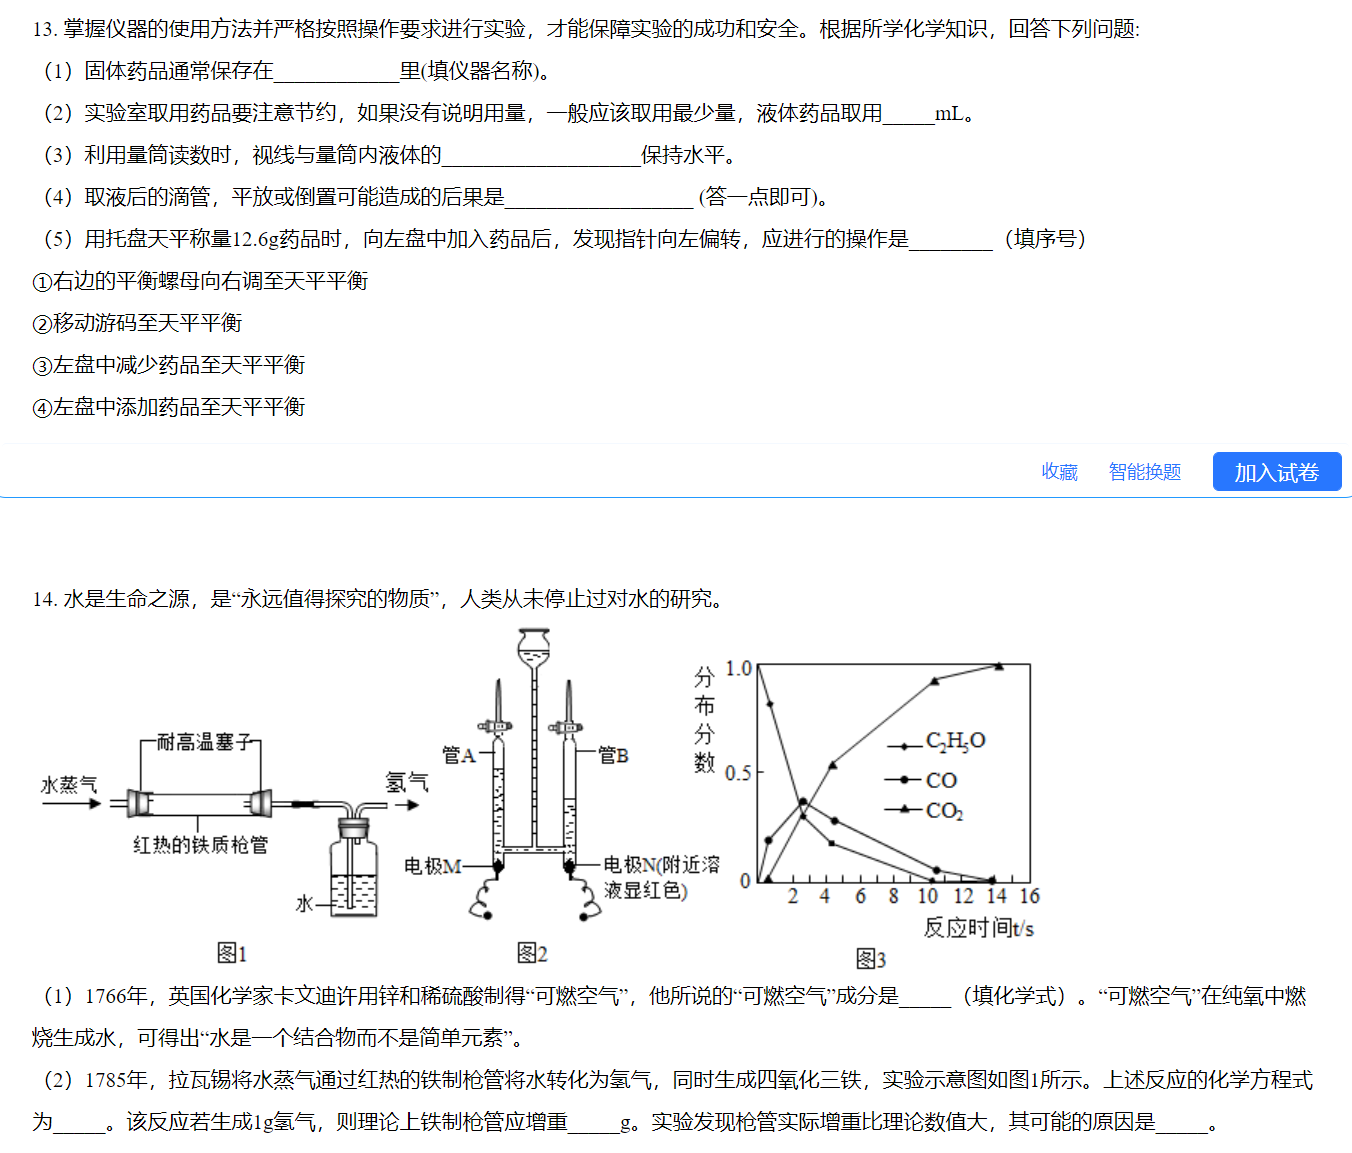 13. 掌握仪器的使用方法并严格按照操作要求进行实验，才能保障实验的成功和安全。根据所学化学知识，回答下列问题:
（1）固体药品通常保存在____________里(填仪器名称)。
（2）实验室取用药品要注意节约，如果没有说明用量，一般应该取用最少量，液体药品取用_____mL。
（3）利用量筒读数时，视线与量筒内液体的___________________保持水平。
（4）取液后的滴管，平放或倒置可能造成的后果是__________________ (答一点即可)。
（5）用托盘天平称量12.6g药品时，向左盘中加入药品后，发现指针向左偏转，应进行的操作是________（填序号）
①右边的平衡螺母向右调至天平平衡
②移动游码至天平平衡
③左盘中减少药品至天平平衡
④左盘中添加药品至天平平衡
收藏 智能换题 加入试卷
14. 水是生命之源，是“永远值得探究的物质”，人类从未停止过对水的研究。
耐高温塞子
水蒸气
氢气
红热的铁质枪管
水
图1
管A
管B
电极M
电极N(附近溶
液显红色)
图2
分布分数
1.0
0.5
0
C₂H₅O
CO
CO₂
2 4 6 8 10 12 14 16
反应时间t/s
图3
（1）1766年，英国化学家卡文迪许用锌和稀硫酸制得“可燃空气”，他所说的“可燃空气”成分是_____（填化学式）。“可燃空气”在纯氧中燃
烧生成水，可得出“水是一个结合物而不是简单元素”。
（2）1785年，拉瓦锡将水蒸气通过红热的铁制枪管将水转化为氢气，同时生成四氧化三铁，实验示意图如图1所示。上述反应的化学方程式
为_____。该反应若生成1g氢气，则理论上铁制枪管应增重_____g。实验发现枪管实际增重比理论数值大，其可能的原因是_____。